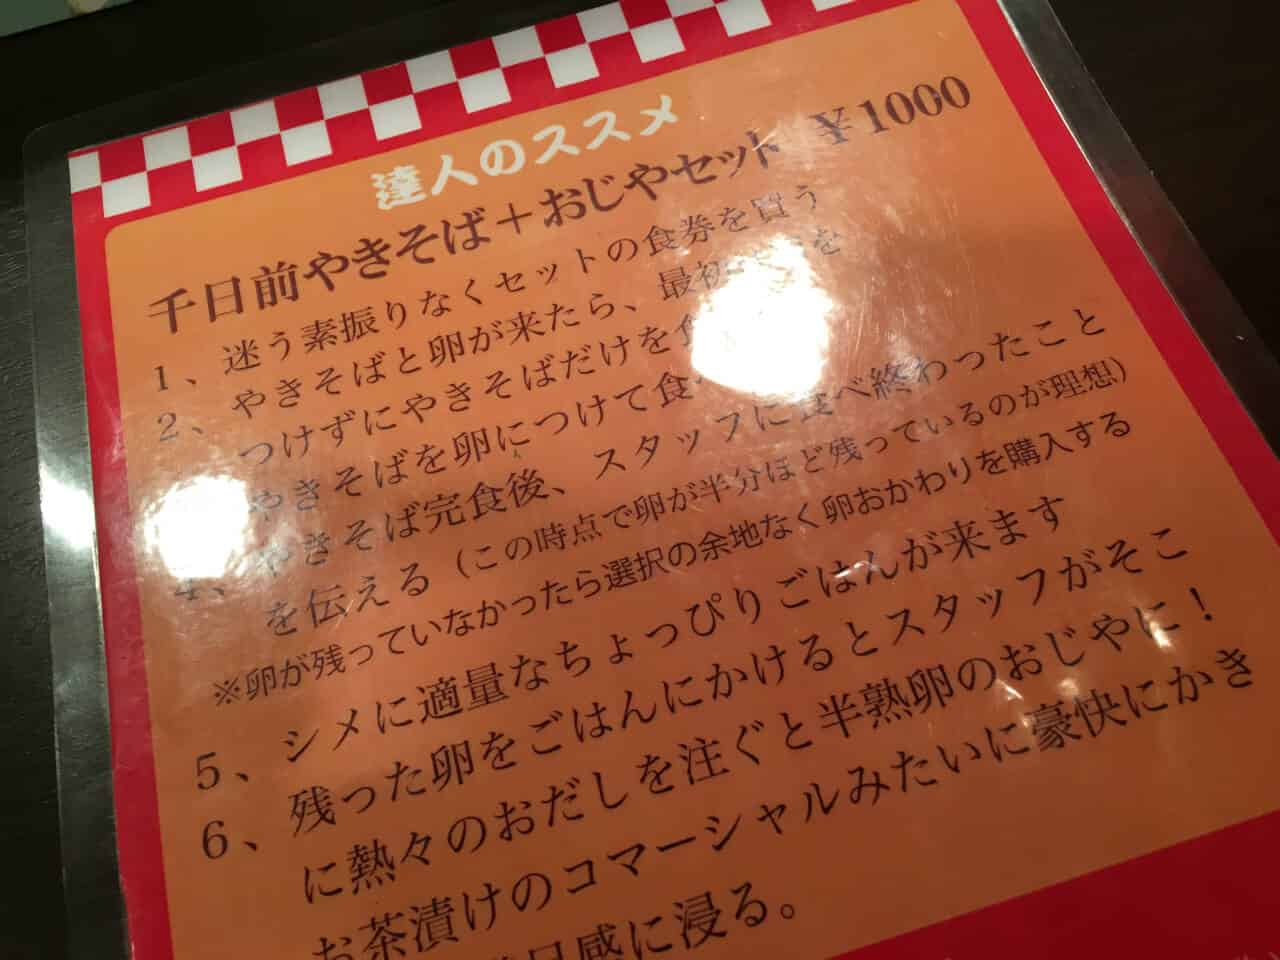 達人のススメ
千日前やきそば＋おじやセット ￥1000
1、迷う素振りなくセットの食券を買う
2、やきそばと卵が来たら、最初 を
つけずにやきそばだけを
やきそばを卵につけて食
4、やきそば完食後、スタッフに食べ終わったこと
を伝える（この時点で卵が半分ほど残っているのが理想）
※卵が残っていなかったら選択の余地なく卵おかわりを購入する
5、シメに適量なちょっぴりごはんが来ます
6、残った卵をごはんにかけるとスタッフがそこ
に熱々のおだしを注ぐと半熟卵のおじやに！
お茶漬けのコマーシャルみたいに豪快にかき
感に浸る。